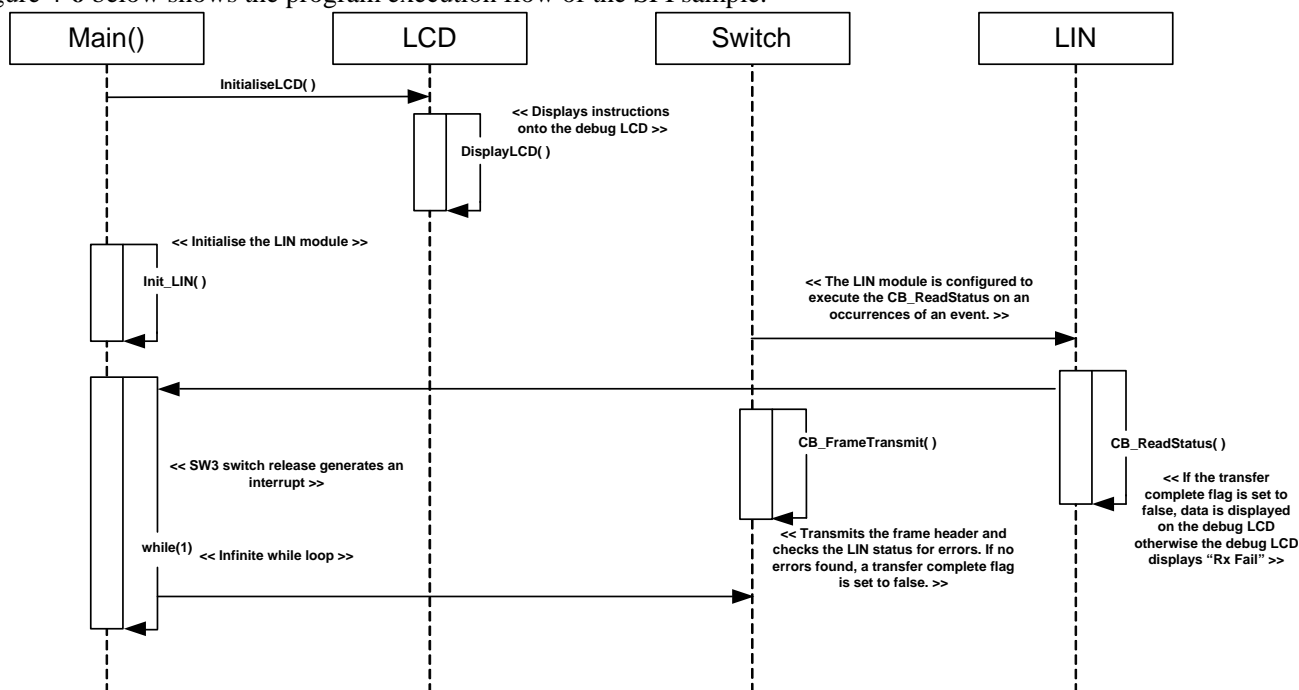 Figure 4-6 below shows the program execution flow of the SPI sample.
Main()
LCD
Switch
LIN
InitialiseLCD( )
<< Displays instructions
onto the debug LCD >>
DisplayLCD( )
<< Initialise the LIN module >>
Init_LIN( )
<< The LIN module is configured to
execute the CB_ReadStatus on an
occurrences of an event. >>
CB_FrameTransmit( )
CB_ReadStatus( )
<< SW3 switch release generates an
interrupt >>
<< If the transfer
complete flag is set to
false, data is displayed
on the debug LCD
otherwise the debug LCD
displays “Rx Fail” >>
while(1)
<< Infinite while loop >>
<< Transmits the frame header and
checks the LIN status for errors. If no
errors found, a transfer complete flag
is set to false. >>